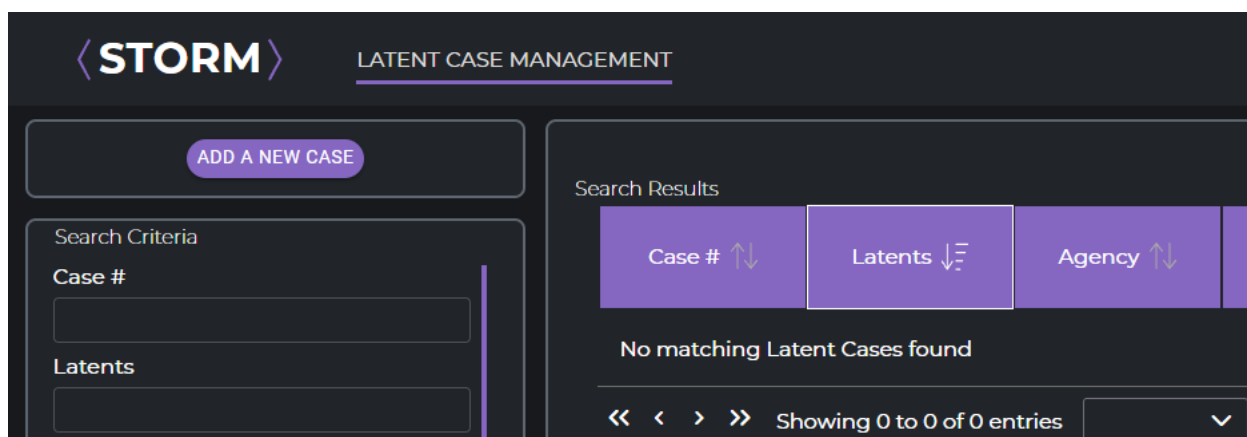 〈STORM〉 LATENT CASE MANAGEMENT
ADD A NEW CASE
Search Criteria
Case #
Latents
Search Results
Case # Latents Agency
No matching Latent Cases found
Showing 0 to 0 of 0 entries